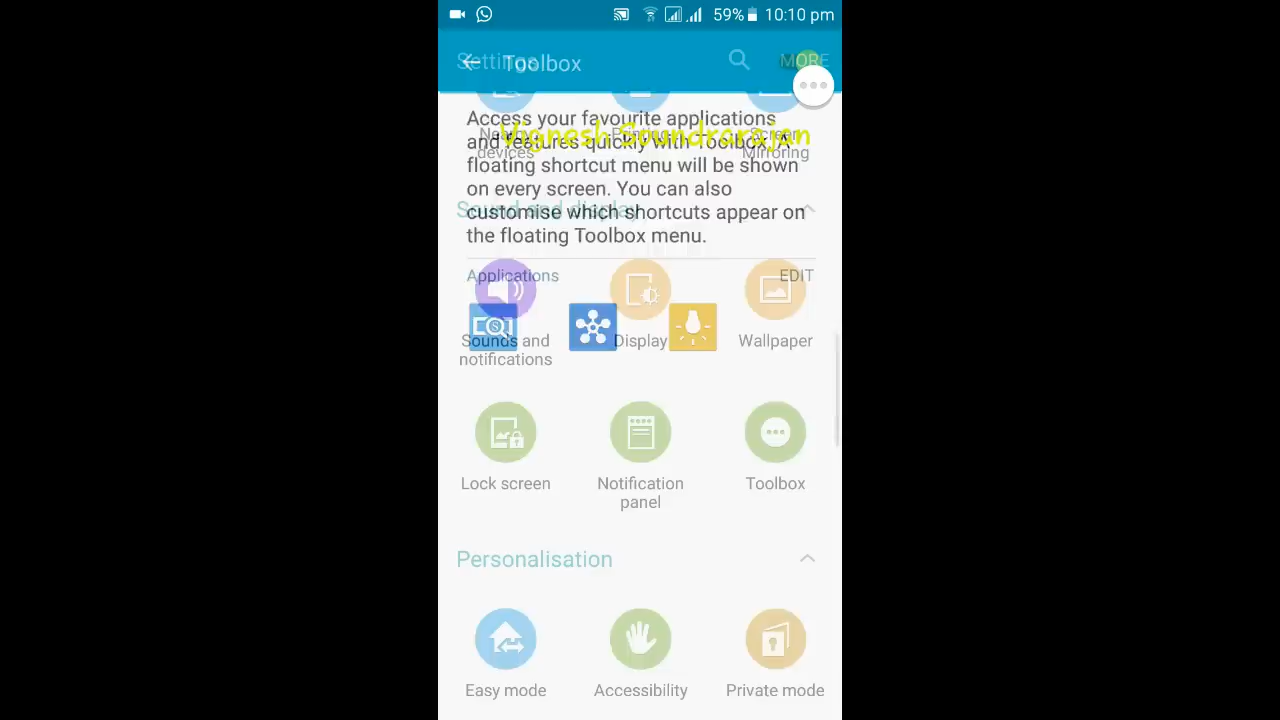 59% 10:10 pm
Settings
Toolbox
MORE
Access your favourite applications
and features quickly with Toolbox. A
floating shortcut menu will be shown
on every screen. You can also
customise which shortcuts appear on
the floating Toolbox menu.
Vignesh Soundrararajan
devices
Mirroring
Sound and display
Applications
EDIT
Sounds and
notifications
Display
Wallpaper
Lock screen
Notification
panel
Toolbox
Personalisation
Easy mode
Accessibility
Private mode